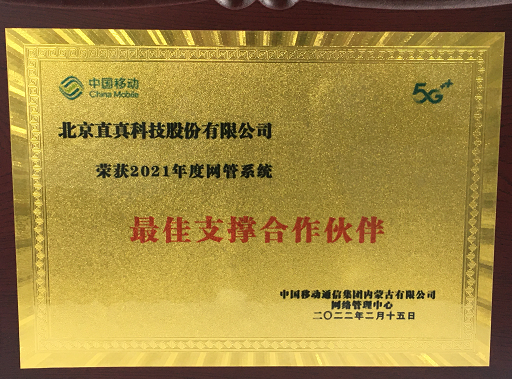 中国移动
China Mobile
5G++
北京直真科技股份有限公司
荣获2021年度网管系统
最佳支撑合作伙伴
中国移动通信集团内蒙古有限公司
网络管理中心
二〇二二年二月十五日